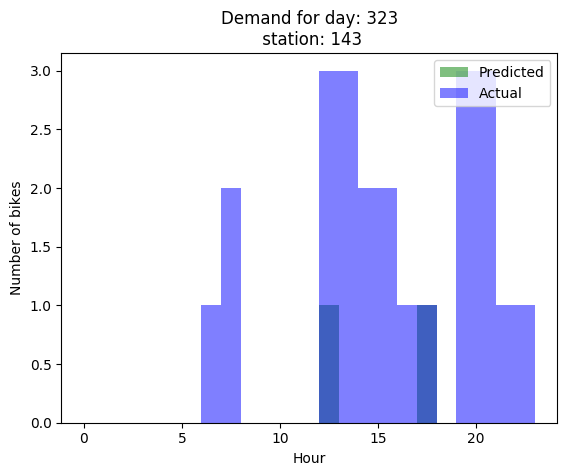 Demand for day: 323
station: 143
Predicted
Actual
Number of bikes
3.0
2.5
2.0
1.5
1.0
0.5
0.0
0
5
10
15
20
Hour